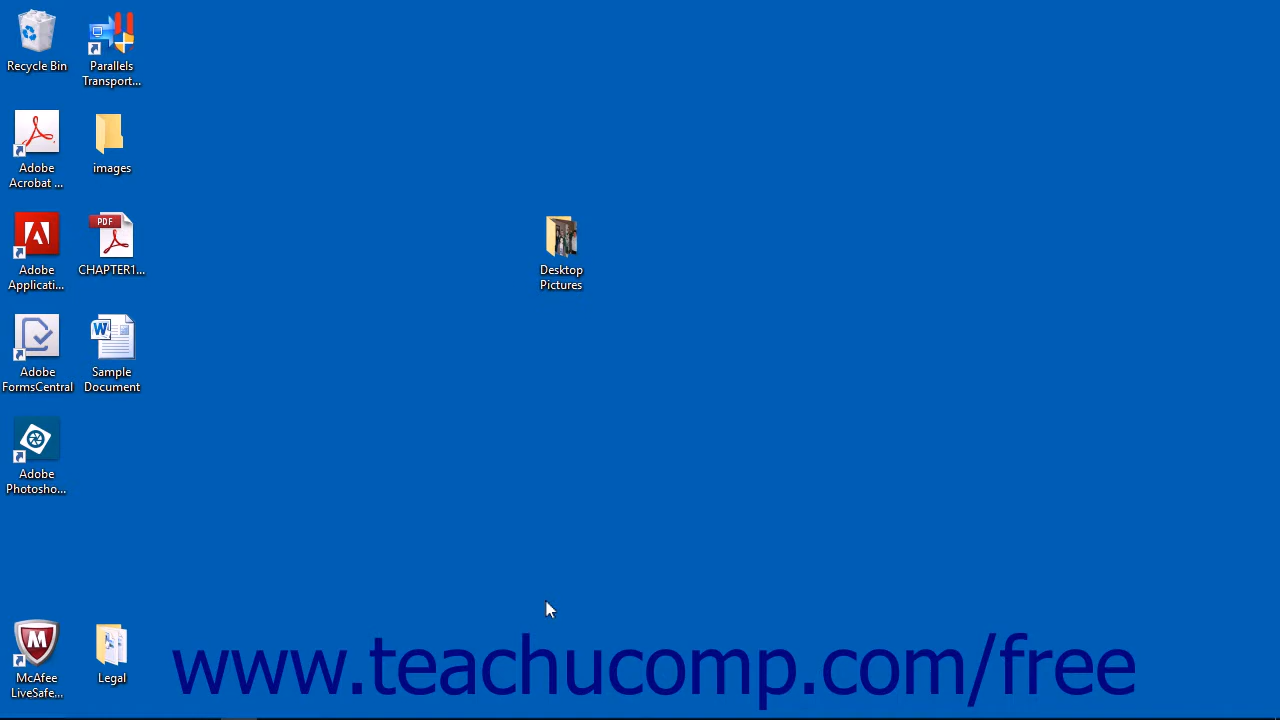 Recycle Bin
Parallels
Transport...
Adobe
Acrobat ...
images
Adobe
Applicati...
PDF
CHAPTER1...
Desktop
Pictures
Adobe
FormsCentral
W
Sample
Document
Adobe
Photosho...
McAfee
LiveSafe...
Legal
www.teachucomp.com/free